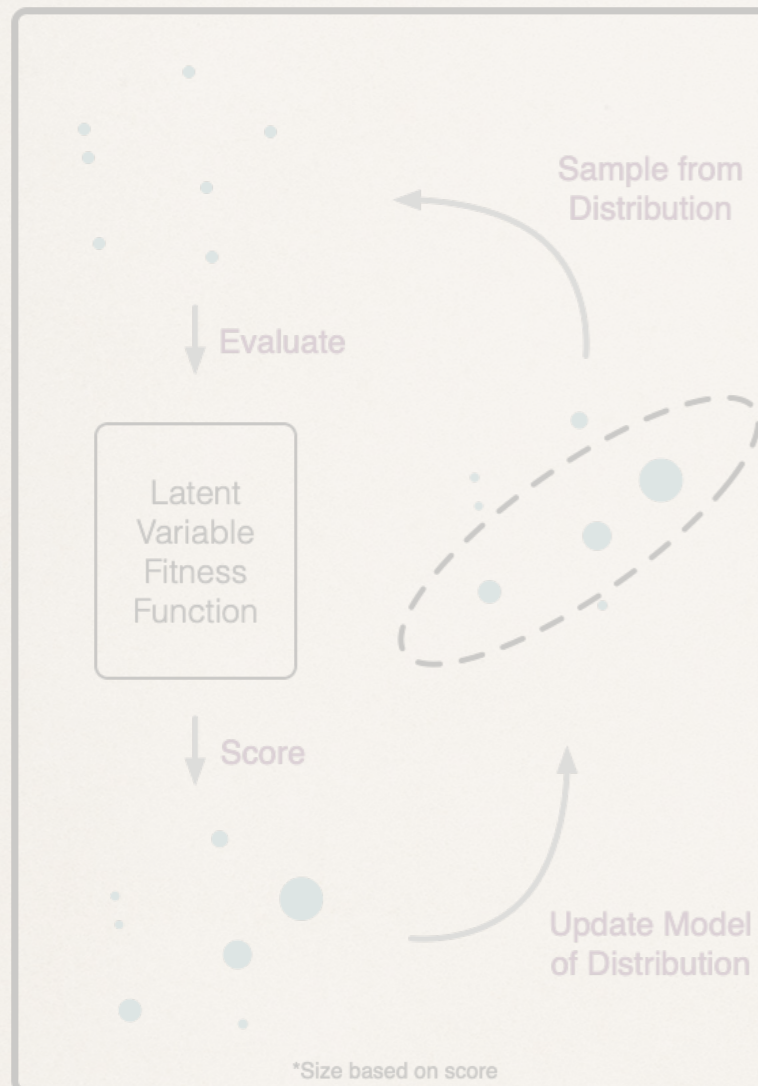 Sample from
Distribution
Evaluate
Latent
Variable
Fitness
Function
Score
Update Model
of Distribution
*Size based on score